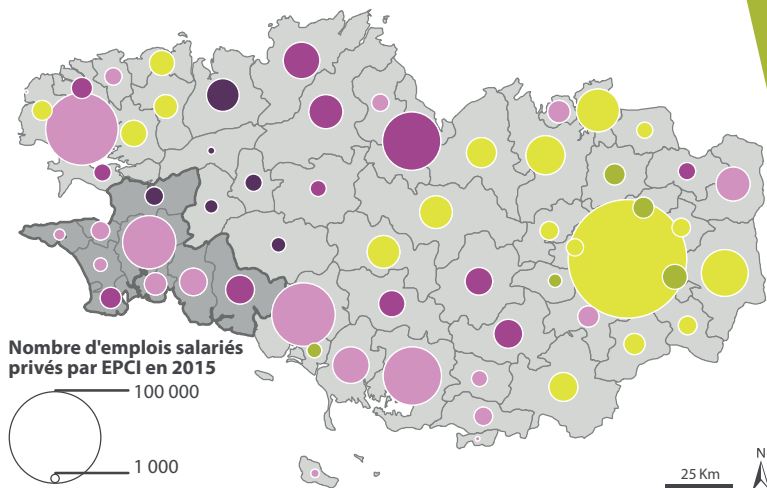 Nombre d'emplois salariés
privés par EPCI en 2015
100 000
1 000
25 Km
N